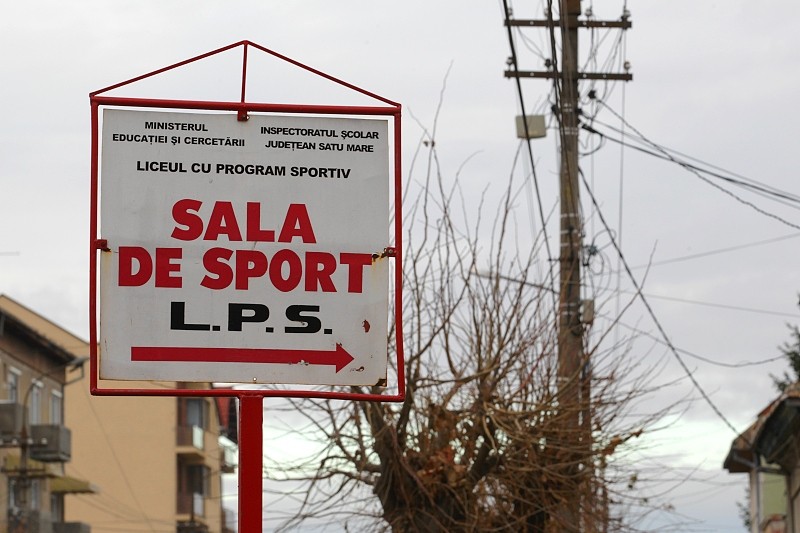 MINISTERUL
EDUCAȚIEI ȘI CERCETĂRII
INSPECTORATUL ȘCOLAR
JUDEȚEAN SATU MARE
LICEUL CU PROGRAM SPORTIV
SALA
DE SPORT
L.P.S.